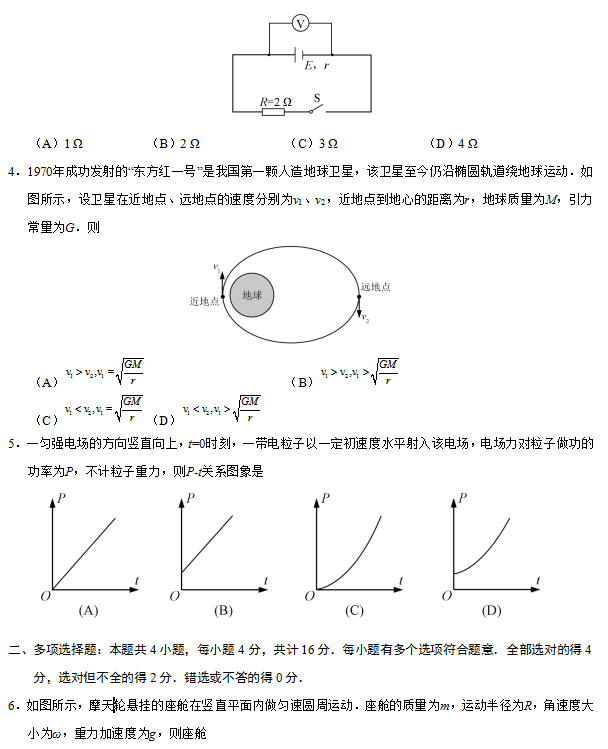 V
E，r
R=2 Ω S
（A）1 Ω （B）2 Ω （C）3 Ω （D）4 Ω
4．1970年成功发射的“东方红一号”是我国第一颗人造地球卫星，该卫星至今仍沿椭圆轨道绕地球运动．如
图所示，设卫星在近地点、远地点的速度分别为v₁、v₂，近地点到地心的距离为r，地球质量为M，引力
常量为G．则
v₁
近地点 地球 远地点
v₂
（A）v₁ > v₂,v₁ = √(GM/r) （B）v₁ > v₂,v₁ > √(GM/r)
（C）v₁ < v₂,v₁ = √(GM/r) （D）v₁ < v₂,v₁ > √(GM/r)
5．一匀强电场的方向竖直向上，t=0时刻，一带电粒子以一定初速度水平射入该电场，电场力对粒子做功的
功率为P，不计粒子重力，则P-t关系图象是
P P P P
t t t t
O O O O
(A) (B) (C) (D)
二、多项选择题：本题共 4 小题，每小题 4 分，共计 16 分．每小题有多个选项符合题意．全部选对的得 4
分，选对但不全的得 2 分．错选或不答的得 0 分．
6．如图所示，摩天轮悬挂的座舱在竖直平面内做匀速圆周运动．座舱的质量为m，运动半径为R，角速度大
小为ω，重力加速度为g，则座舱